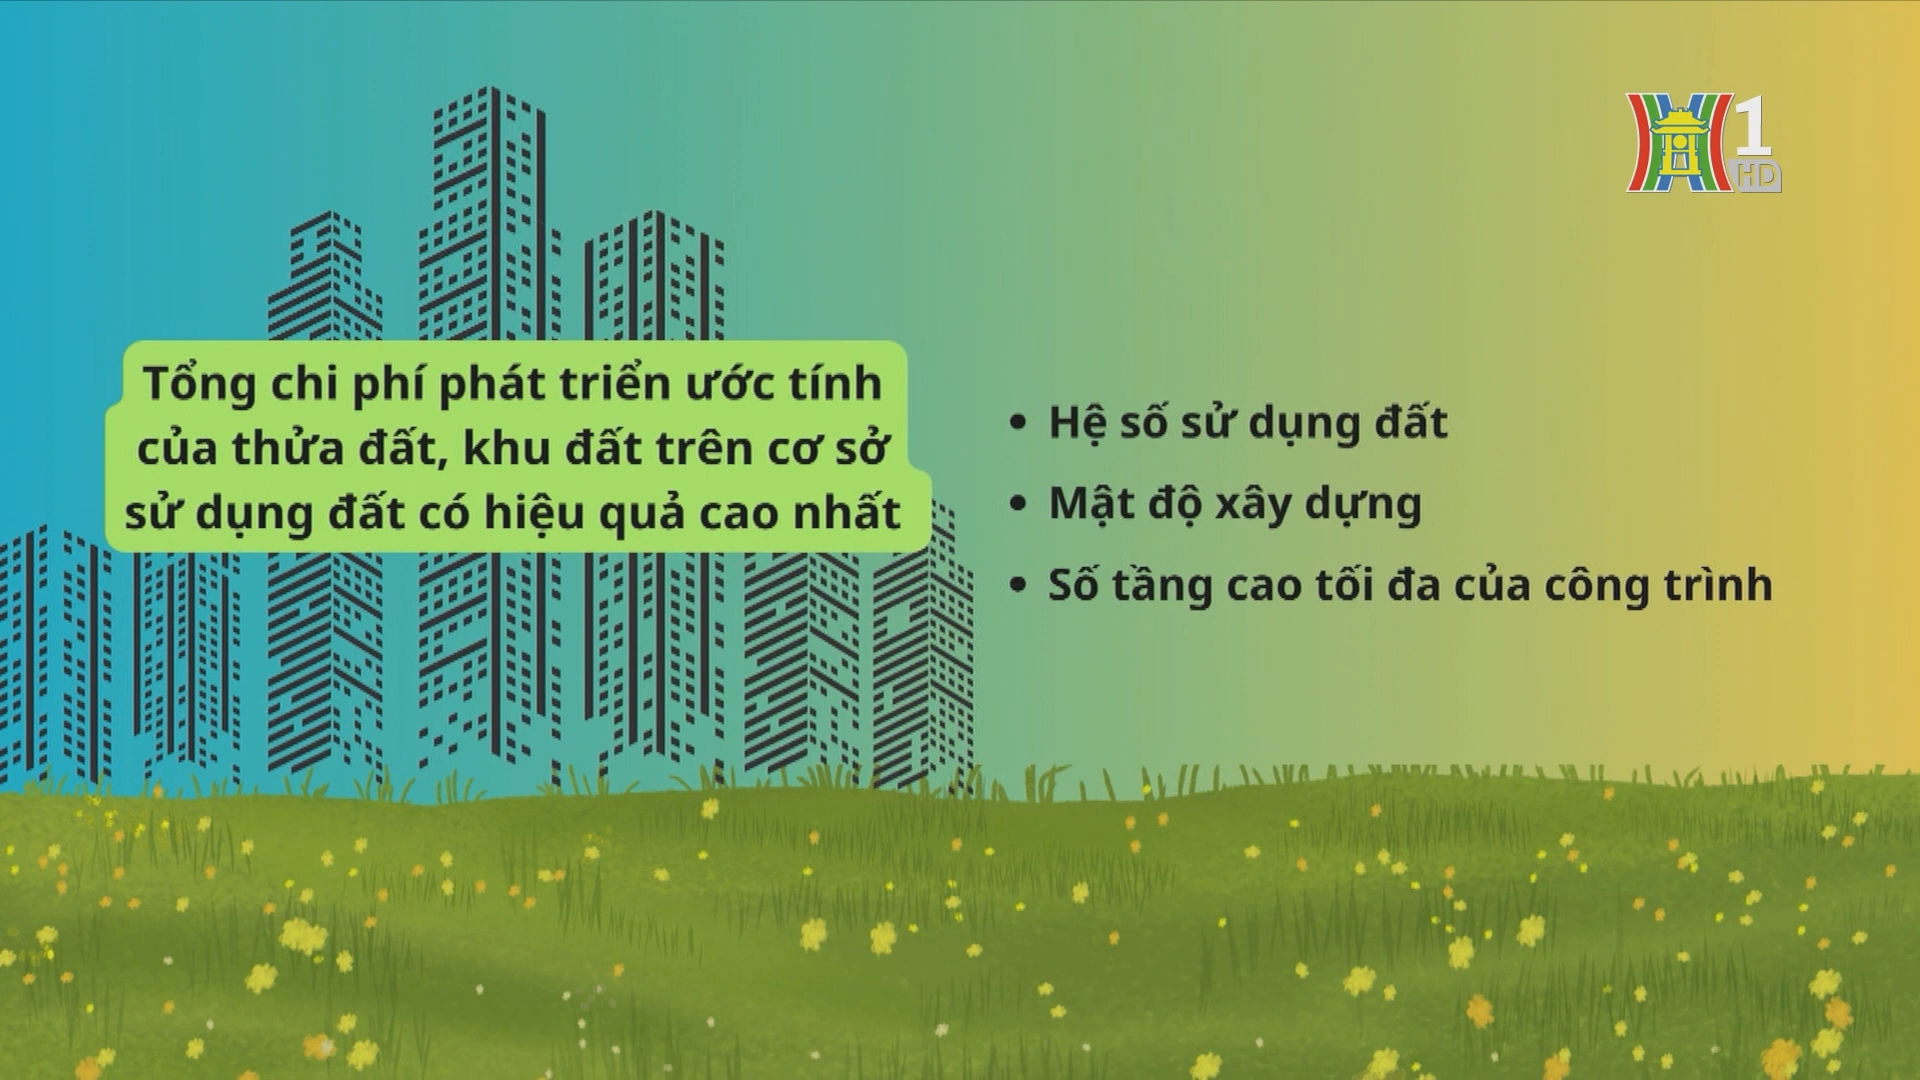 1
HD
Tổng chi phí phát triển ước tính
của thửa đất, khu đất trên cơ sở
sử dụng đất có hiệu quả cao nhất
• Hệ số sử dụng đất
• Mật độ xây dựng
• Số tầng cao tối đa của công trình